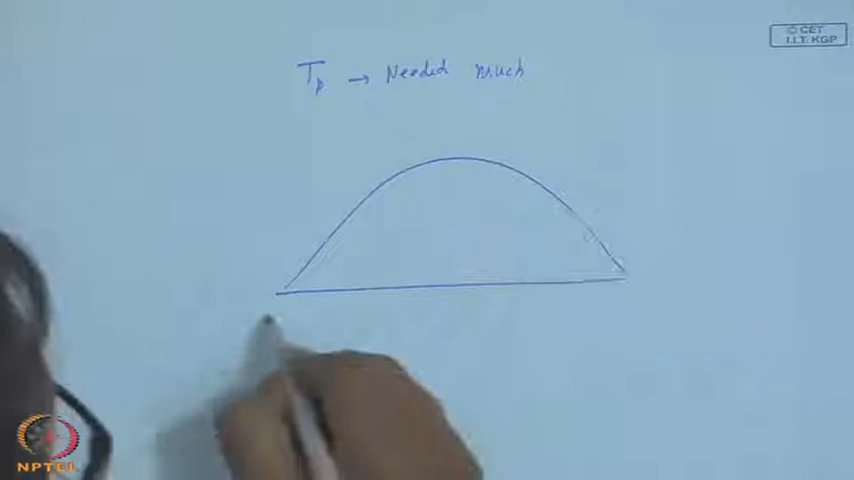 © CET
I.I.T. KGP
Tp → Needed much
NPTEL